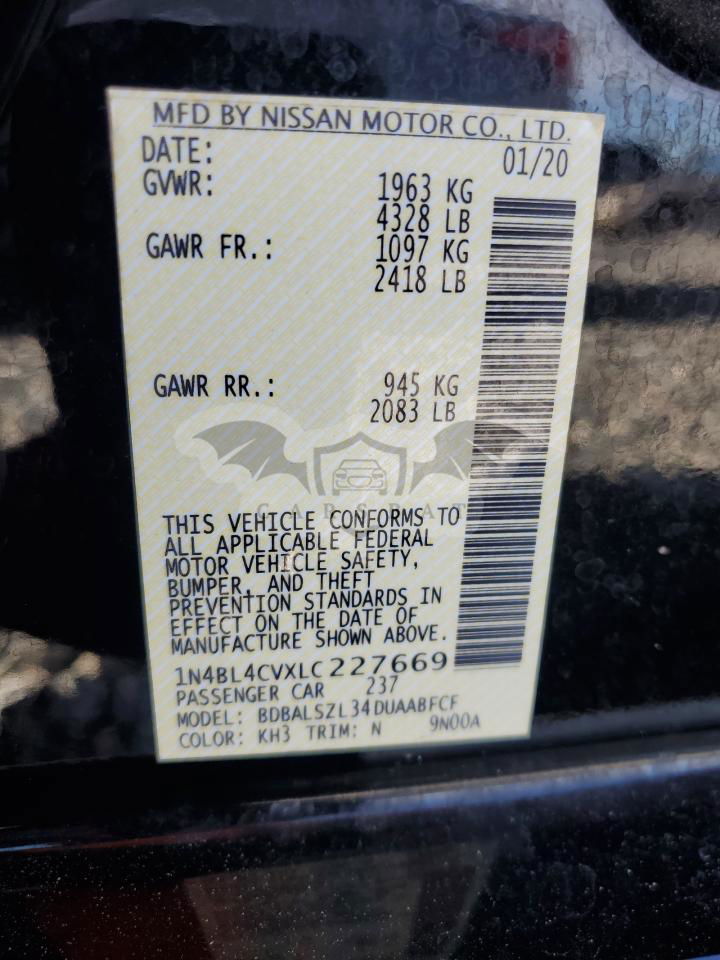 MFD BY NISSAN MOTOR CO., LTD.
DATE: 01/20
GVWR: 1963 KG
4328 LB
GAWR FR.: 1097 KG
2418 LB
GAWR RR.: 945 KG
2083 LB
CARSBAT
THIS VEHICLE CONFORMS TO
ALL APPLICABLE FEDERAL
MOTOR VEHICLE SAFETY,
BUMPER, AND THEFT
PREVENTION STANDARDS IN
EFFECT ON THE DATE OF
MANUFACTURE SHOWN ABOVE.
1N4BL4CVXLC227669
PASSENGER CAR 237
MODEL: BDBALSZL34DUAABFCF
COLOR: KH3 TRIM: N 9N00A